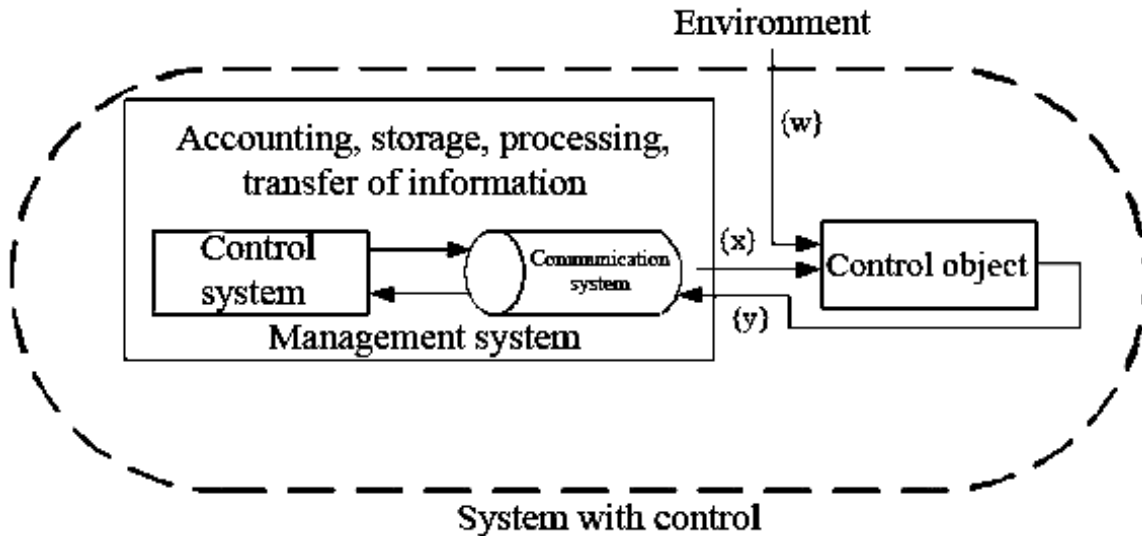 Environment
{w}
Accounting, storage, processing,
transfer of information
Control
system
Communication
system
{x}
Control object
{y}
Management system
System with control